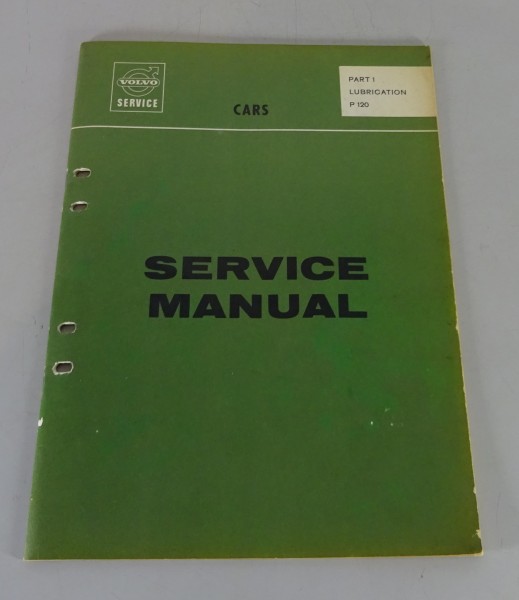 VOLVO
SERVICE
CARS
PART 1
LUBRICATION
P 120
SERVICE
MANUAL